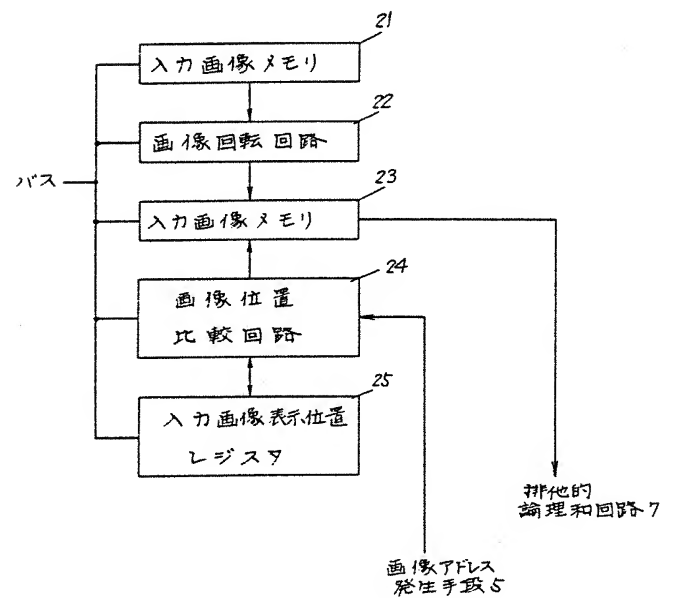 21
入力画像メモリ
22
画像回転回路
バス
23
入力画像メモリ
24
画像位置
比較回路
25
入力画像表示位置
レジスタ
排他的
論理和回路7
画像アドレス
発生手段5